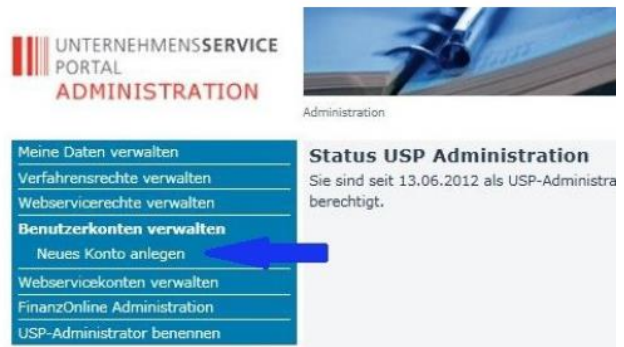 UNTERNEHMENSSERVICE
PORTAL
ADMINISTRATION
Administration
Meine Daten verwalten
Verfahrensrechte verwalten
Webservicerechte verwalten
Benutzerkonten verwalten
Neues Konto anlegen
Webservicekonten verwalten
FinanzOnline Administration
USP-Administrator benennen
Status USP Administration
Sie sind seit 13.06.2012 als USP-Administra
berechtigt.